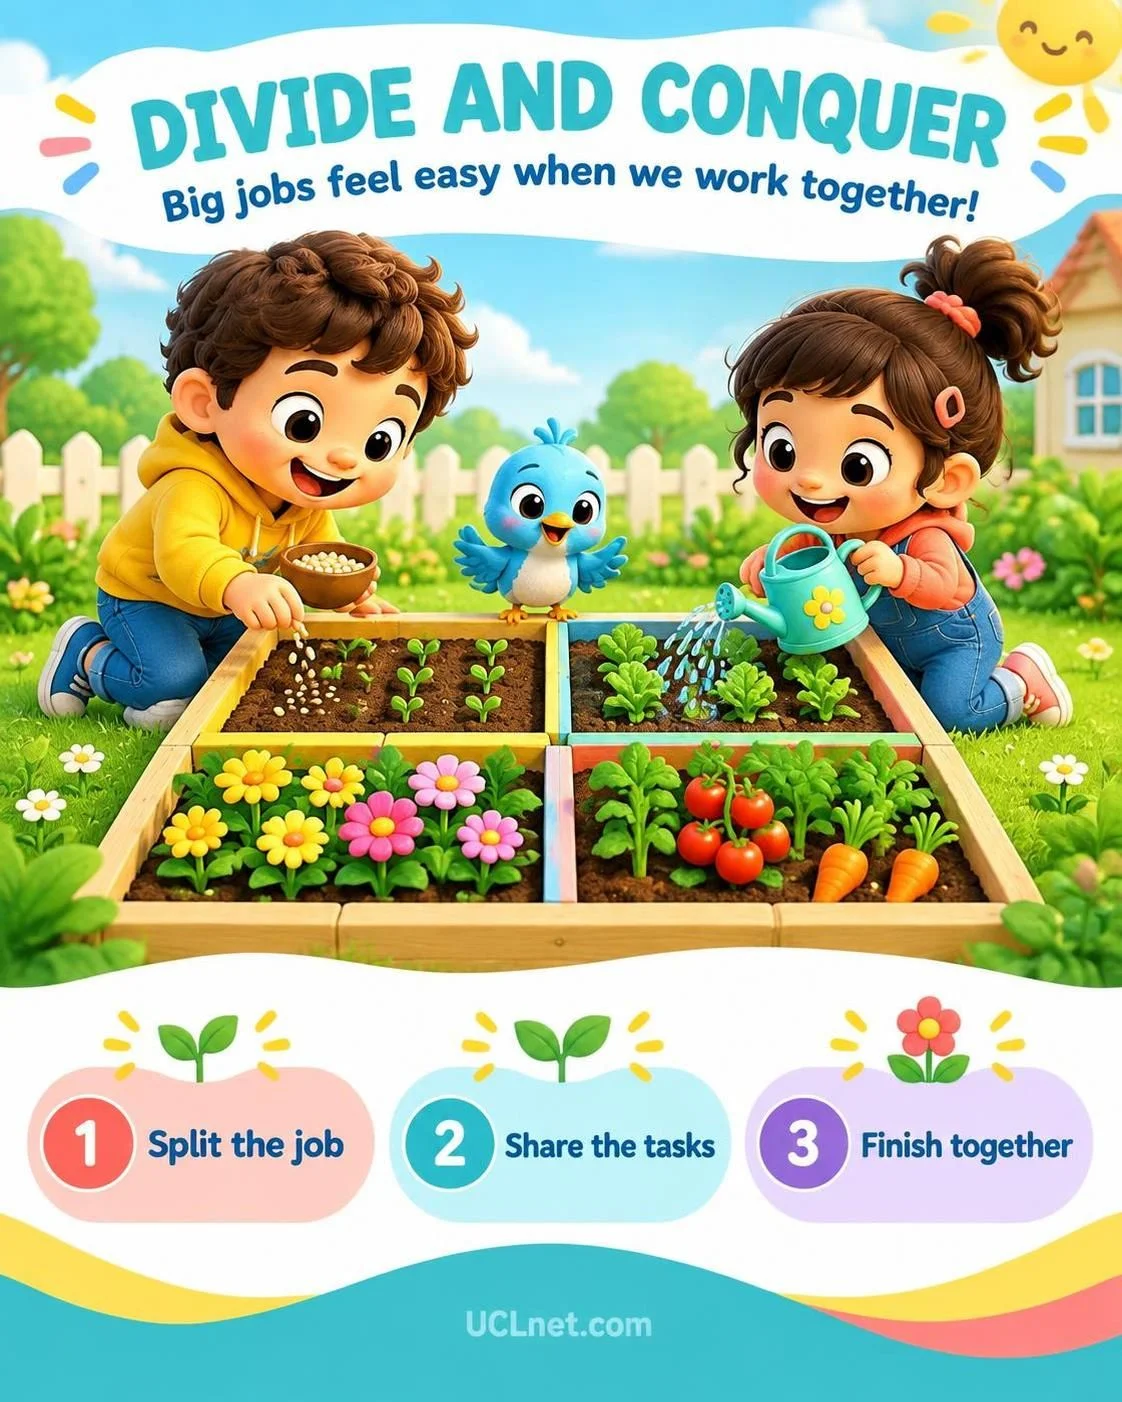 DIVIDE AND CONQUER
Big jobs feel easy when we work together!
1 Split the job
2 Share the tasks
3 Finish together
UCLnet.com